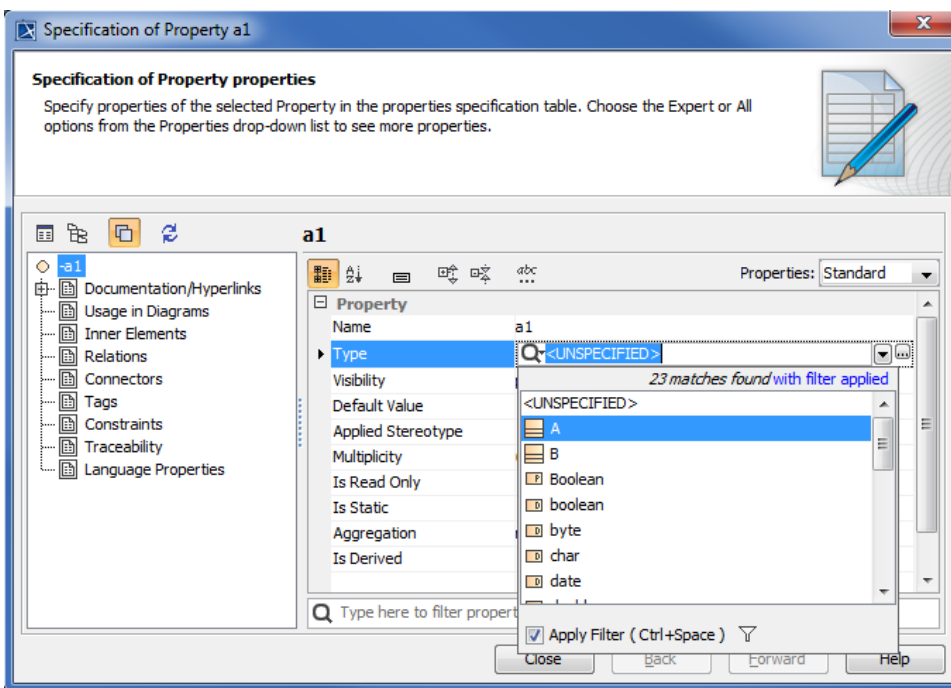 Specification of Property a1
Specification of Property properties
Specify properties of the selected Property in the properties specification table. Choose the Expert or All
options from the Properties drop-down list to see more properties.
a1
-a1
Documentation/Hyperlinks
Usage in Diagrams
Inner Elements
Relations
Connectors
Tags
Constraints
Traceability
Language Properties
abc
Properties: Standard
Property
Name a1
Type <UNSPECIFIED>
Visibility
Default Value
Applied Stereotype
Multiplicity
Is Read Only
Is Static
Aggregation
Is Derived
23 matches found with filter applied
<UNSPECIFIED>
A
B
Boolean
boolean
byte
char
date
Apply Filter ( Ctrl+Space )
Type here to filter propert
Close Back Forward Help